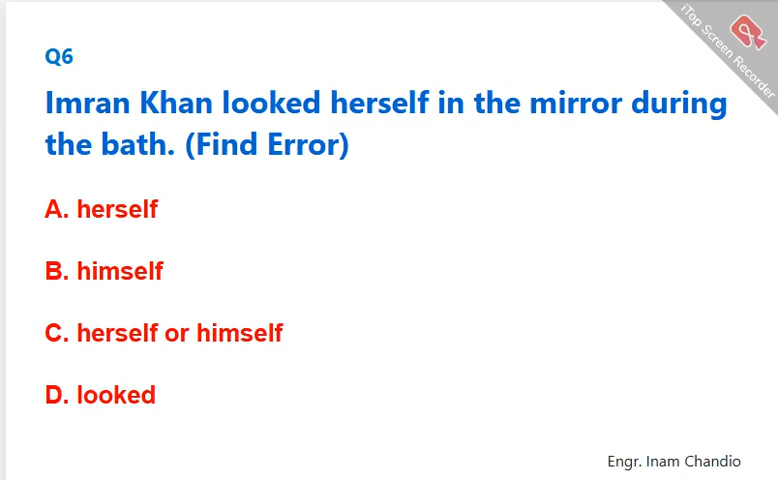 iTop Screen Recorder
Q6
Imran Khan looked herself in the mirror during
the bath. (Find Error)
A. herself
B. himself
C. herself or himself
D. looked
Engr. Inam Chandio